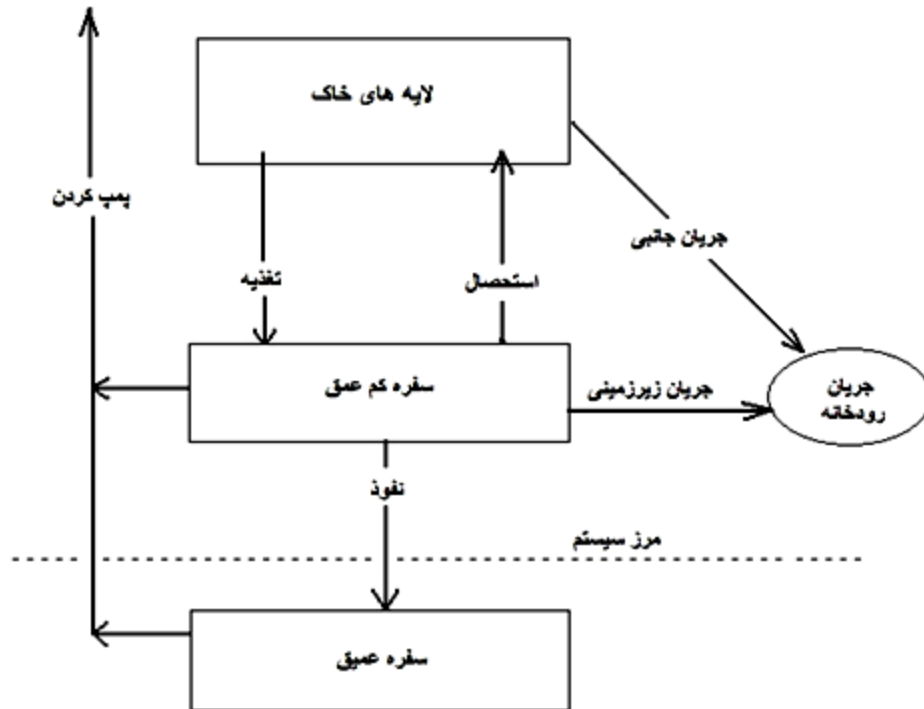 لایه های خاک
پمپ کردن
جریان جانبی
تغذیه
استحصال
سفره کم عمق
جریان زیرزمینی
جریان
رودخانه
نفوذ
مرز سیستم
سفره عمیق